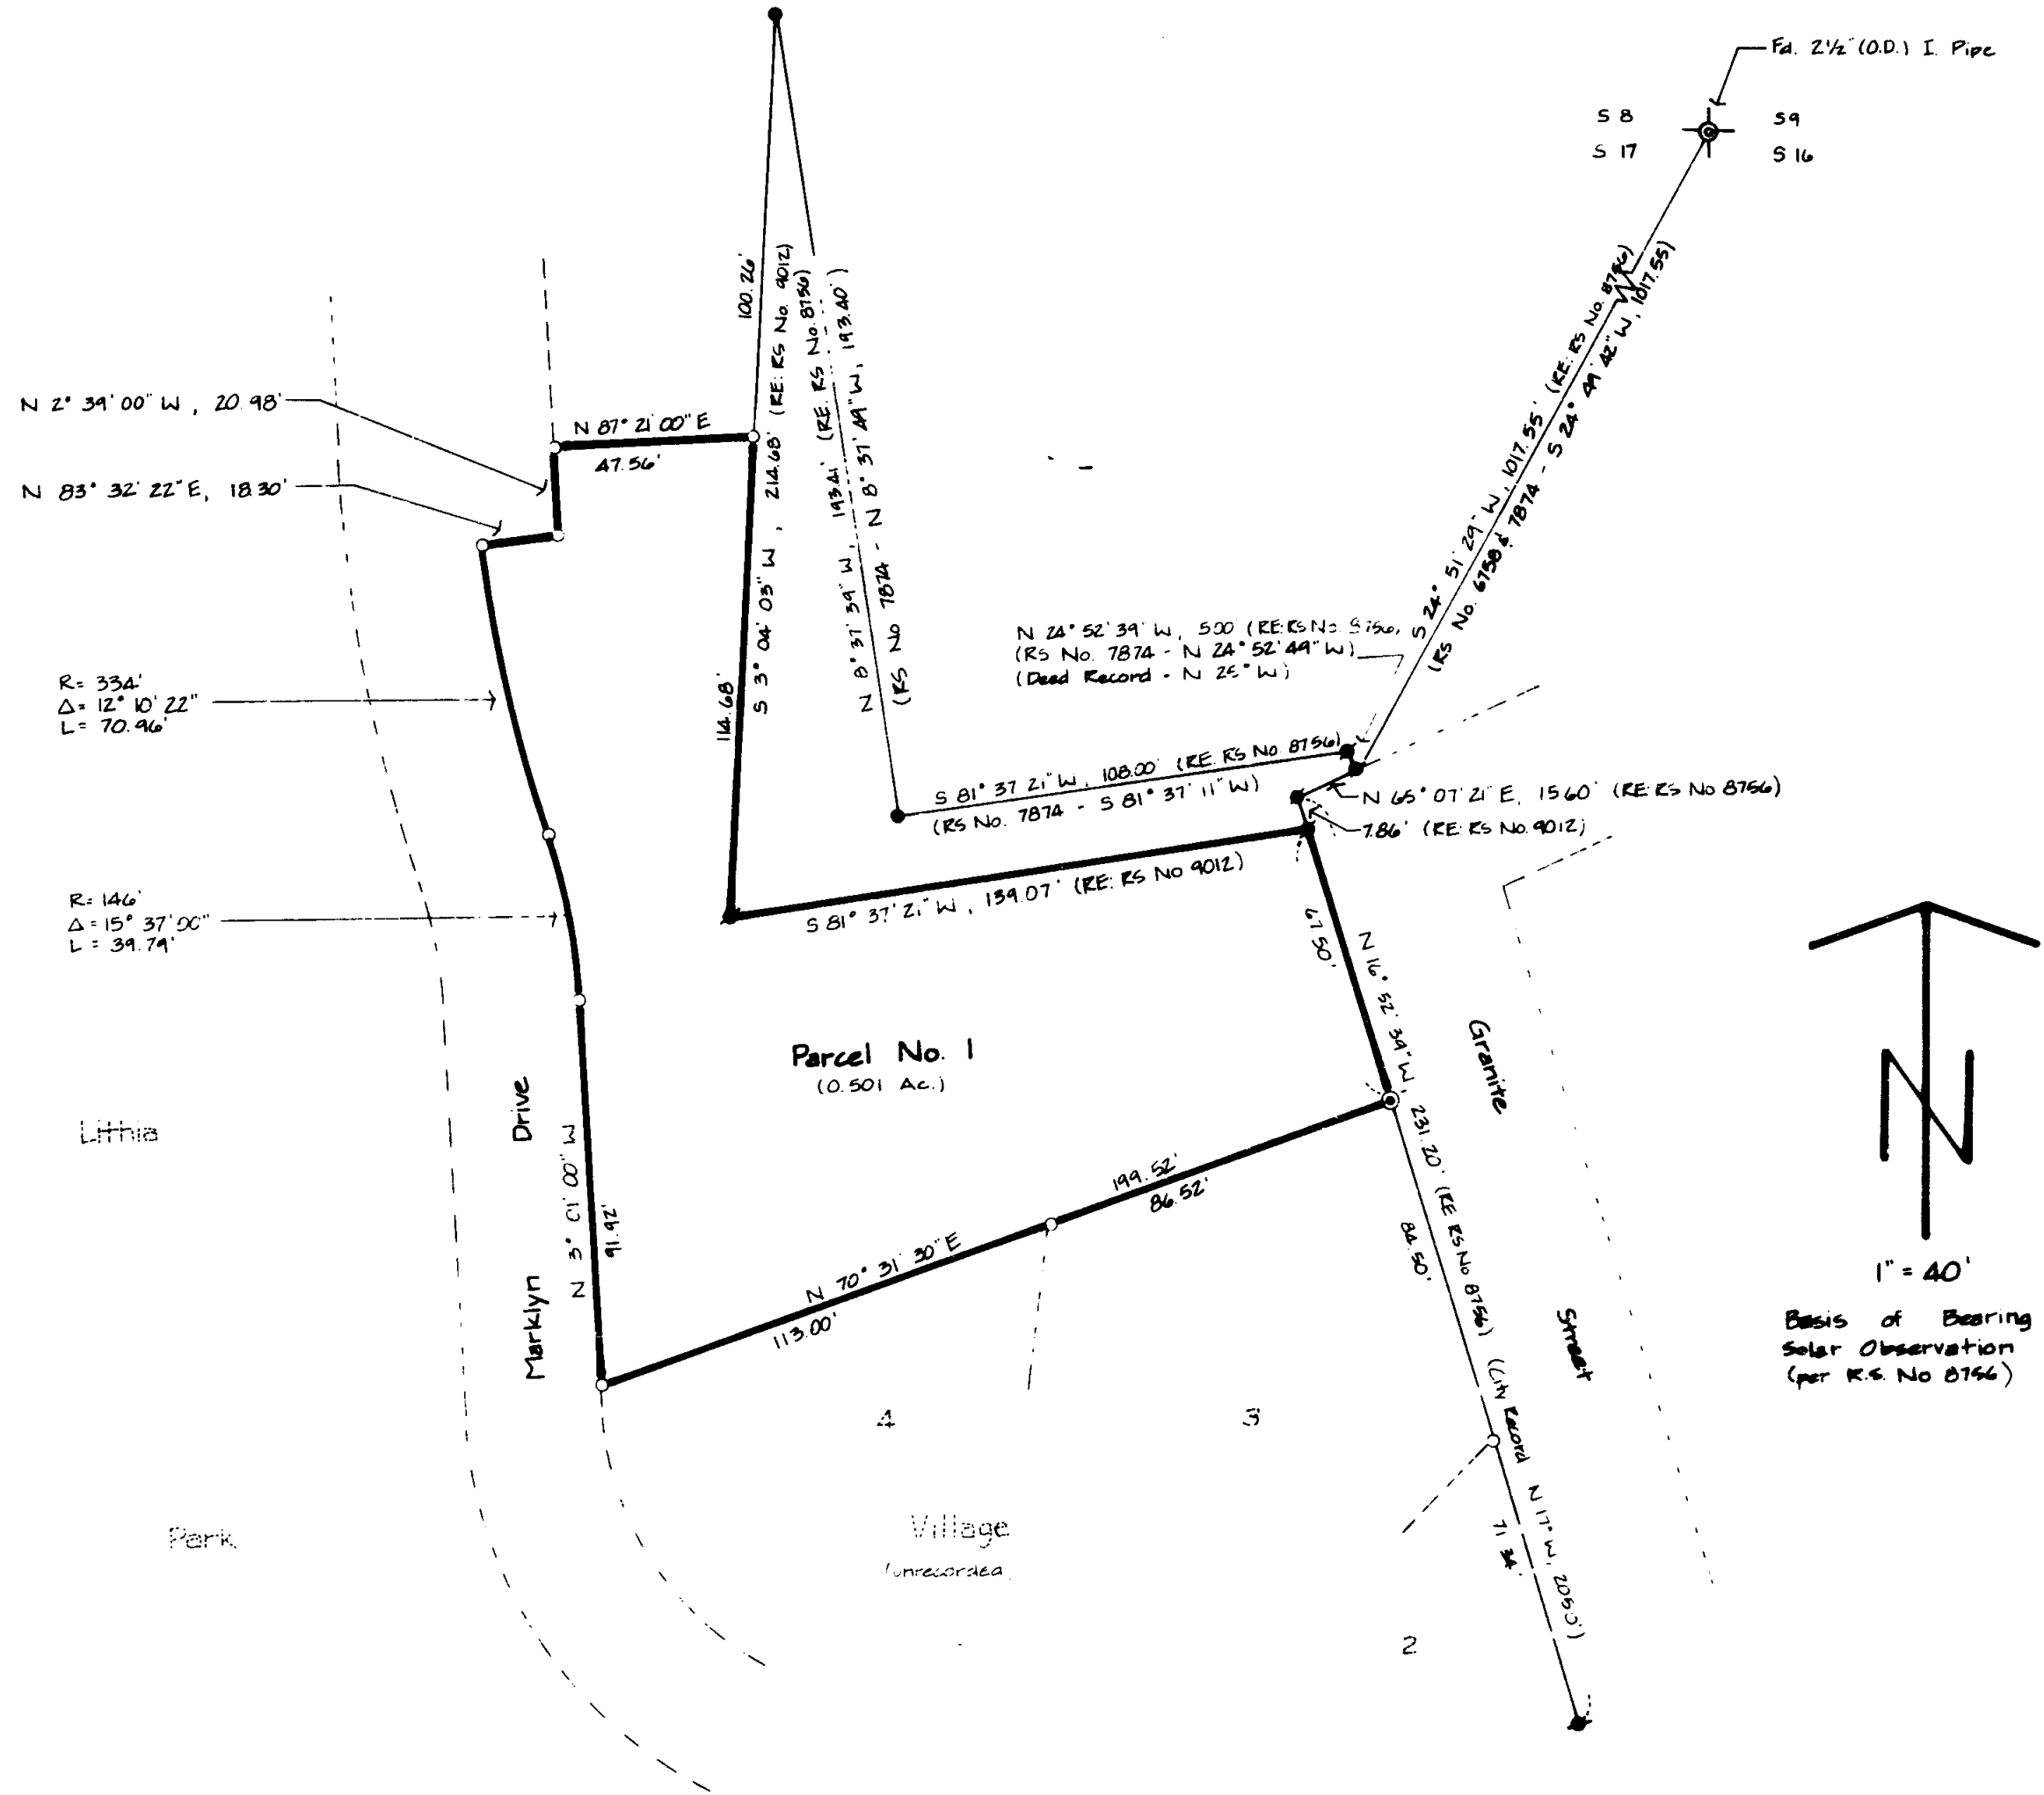 Fd. 2½" (O.D.) I. Pipe
S 8
S 9
S 17
S 16
100.26'
S 3° 04' 03" W, 214.68' (RE: RS No. 9012)
114.68'
N 8° 37' 39" W, 193.41' (RE. RS No. 8756)
(RS No 7874 - N 8° 37' 49" W, 193.40')
S 24° 51' 29" W, 1017.55' (RE: RS No. 8756)
(RS No. 6758 & 7874 - S 24° 49' 42" W, 1017.55)
N 2° 39' 00" W, 20.98'
N 87° 21' 00" E
47.56'
N 83° 32' 22" E, 18.30'
N 24° 52' 39" W, 5.00' (RE: RS No. 8756)
(RS No. 7874 - N 24° 52' 49" W)
(Deed Record - N 25° W)
R= 334'
Δ= 12° 10' 22"
L= 70.96'
S 81° 37' 21" W, 108.00' (RE. RS No. 8756)
(RS No. 7874 - S 81° 37' 11" W)
N 65° 07' 21" E, 15.60' (RE: RS No 8756)
7.86' (RE: RS No. 9012)
S 81° 37' 21" W, 139.07' (RE: RS No 9012)
R= 146'
Δ = 15° 37' 00"
L = 39.79'
67.50'
N 16° 52' 39" W, 231.20' (RE RS No 8756) (City Record N 17° W, 205.0')
84.50'
71.34'
Granite
Street
Parcel No. 1
(0.501 Ac.)
Lithia
Park
Marklyn Drive
N 3° 01' 00" W
91.92'
199.52'
86.52'
N 70° 31' 30" E
113.00'
4
3
Village
(unrecorded)
2
N
1" = 40'
Basis of Bearing
Solar Observation
(per R.S. No 8756)